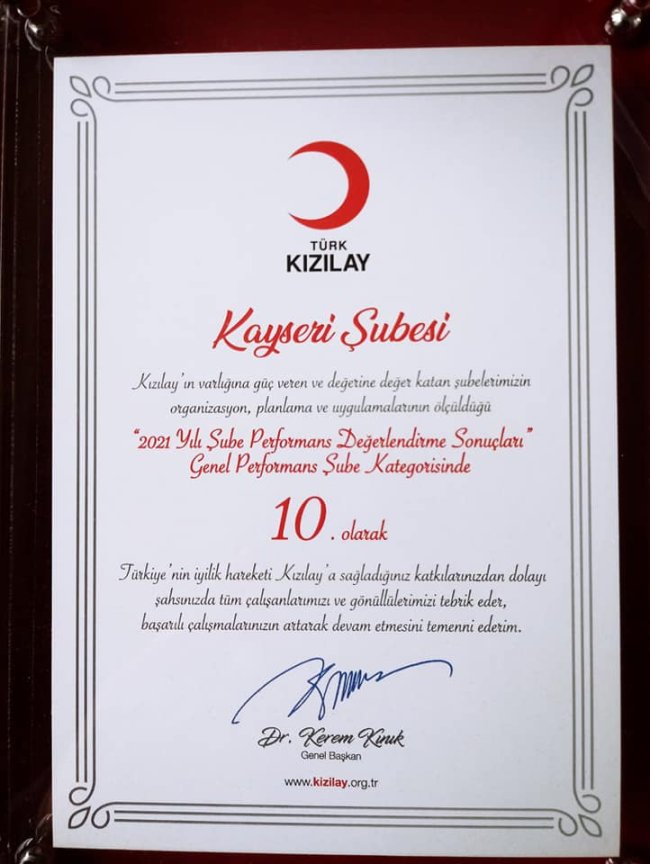 TÜRK
KIZILAY
Kayseri Şubesi
Kızılay'ın varlığına güç veren ve değerine değer katan şubelerimizin
organizasyon, planlama ve uygulamalarının ölçüldüğü
"2021 Yılı Şube Performans Değerlendirme Sonuçları"
Genel Performans Şube Kategorisinde
10. olarak
Türkiye'nin iyilik hareketi Kızılay'a sağladığınız katkılarınızdan dolayı
şahsınızda tüm çalışanlarımızı ve gönüllülerimizi tebrik eder,
başarılı çalışmalarınızın artarak devam etmesini temenni ederim.
Dr. Kerem Kınık
Genel Başkan
www.kizilay.org.tr